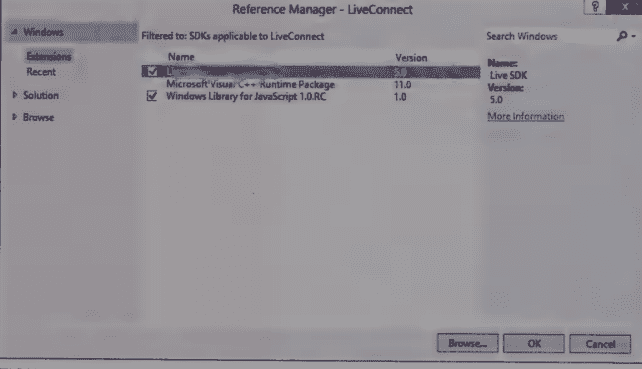 Reference Manager - LiveConnect
? X
Windows
Extensions
Recent
Solution
Browse
Filtered to: SDKs applicable to LiveConnect
Name Version
5.0
Microsoft Visual C++ Runtime Package 11.0
Windows Library for JavaScript 1.0.RC 1.0
Search Windows
Name:
Live SDK
Version:
5.0
More Information
Browse... OK Cancel